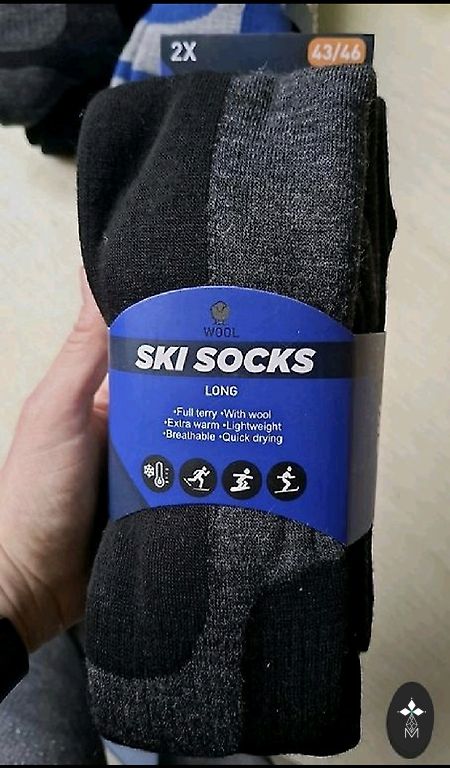 2X 43/46
WOOL
SKI SOCKS
LONG
•Full terry •With wool
•Extra warm •Lightweight
•Breathable •Quick drying